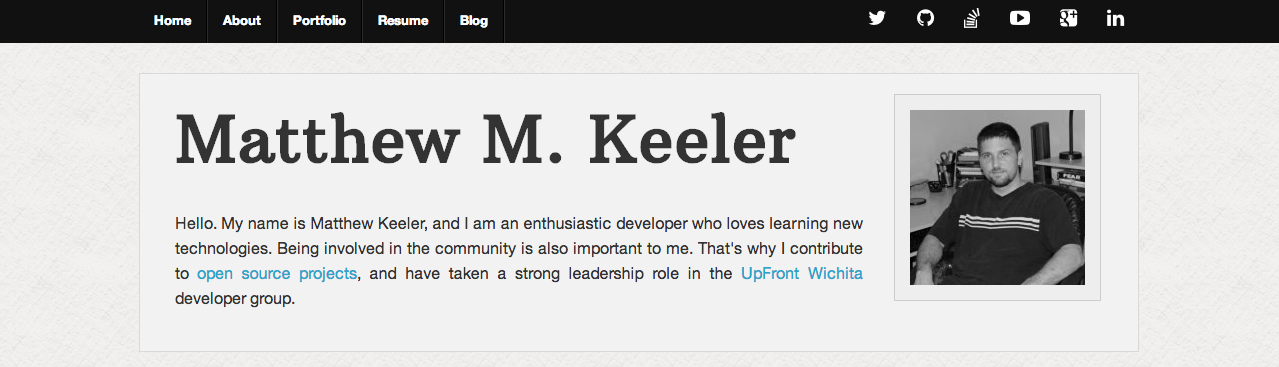 Home About Portfolio Resume Blog
Matthew M. Keeler
Hello. My name is Matthew Keeler, and I am an enthusiastic developer who loves learning new
technologies. Being involved in the community is also important to me. That's why I contribute
to open source projects, and have taken a strong leadership role in the UpFront Wichita
developer group.
FEAR